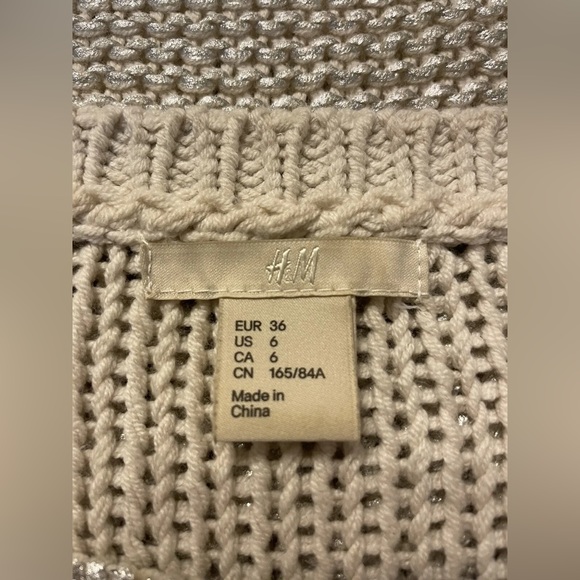 H&M
EUR 36
US 6
CA 6
CN 165/84A
Made in
China